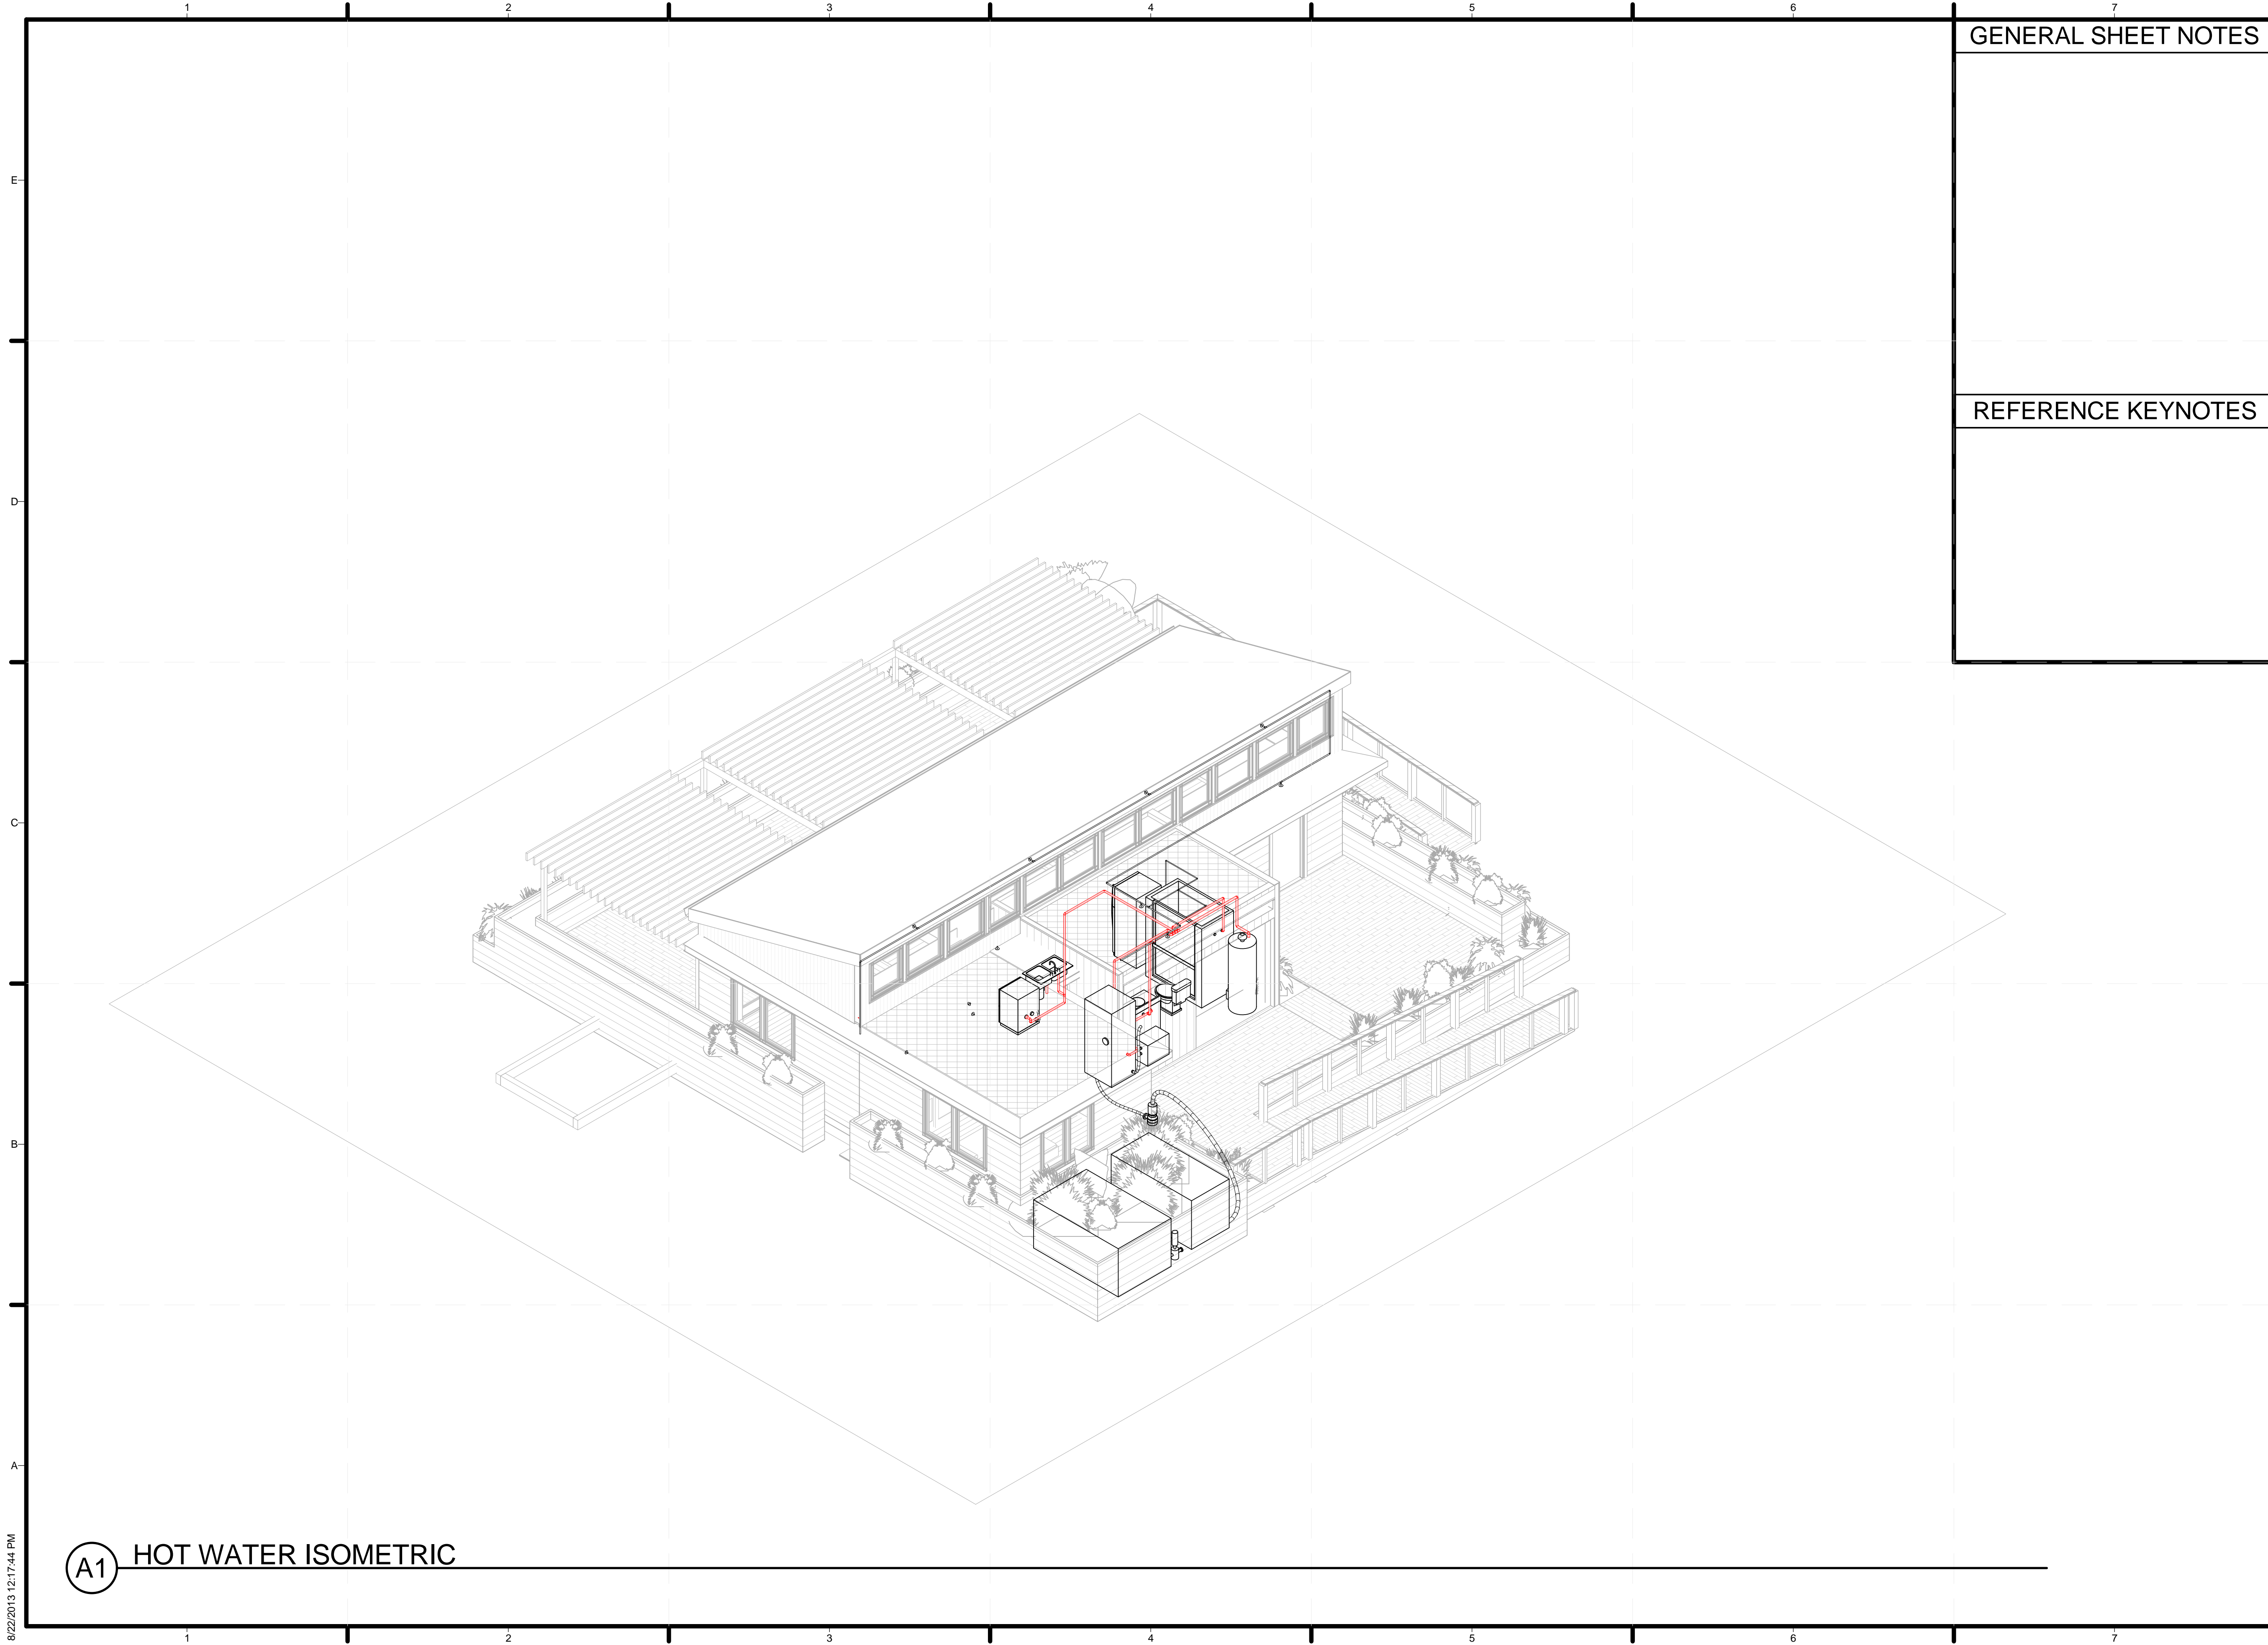 1 2 3 4 5 6 7
GENERAL SHEET NOTES
E
REFERENCE KEYNOTES
D
C
B
A
A1 HOT WATER ISOMETRIC
8/22/2013 12:17:44 PM
1 2 3 4 5 6 7